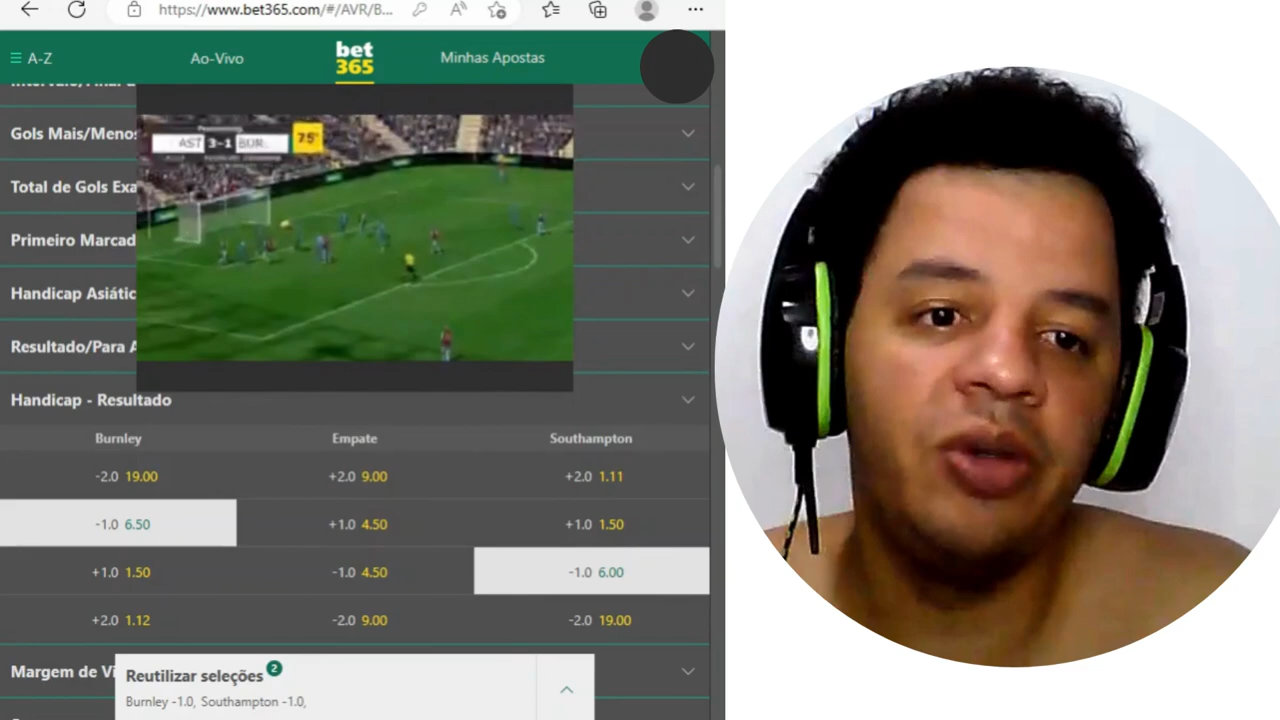 https://www.bet365.com/#/AVR/B...
A-Z
Ao-Vivo
bet
365
Minhas Apostas
Gols Mais/Menos
Total de Gols Exa
Primeiro Marcad
Handicap Asiátic
Resultado/Para A
AST 3-1 BUR 75'
Handicap - Resultado
Burnley Empate Southampton
-2.0 19.00 +2.0 9.00 +2.0 1.11
-1.0 6.50 +1.0 4.50 +1.0 1.50
+1.0 1.50 -1.0 4.50 -1.0 6.00
+2.0 1.12 -2.0 9.00 -2.0 19.00
Margem de Vi
Reutilizar seleções 2
Burnley -1.0, Southampton -1.0,